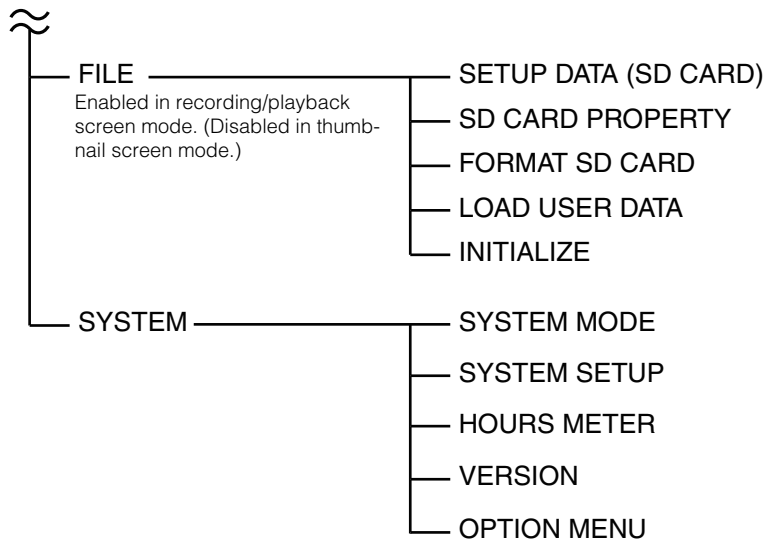 FILE
Enabled in recording/playback
screen mode. (Disabled in thumb-
nail screen mode.)
SETUP DATA (SD CARD)
SD CARD PROPERTY
FORMAT SD CARD
LOAD USER DATA
INITIALIZE
SYSTEM
SYSTEM MODE
SYSTEM SETUP
HOURS METER
VERSION
OPTION MENU